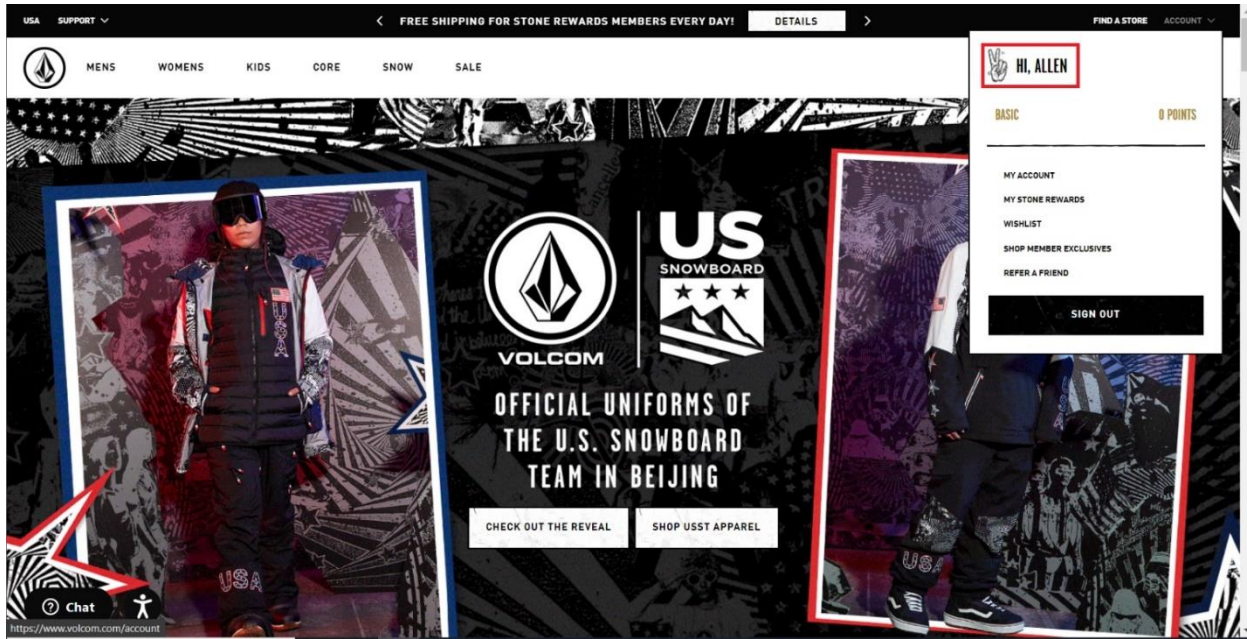 USA SUPPORT
FREE SHIPPING FOR STONE REWARDS MEMBERS EVERY DAY! DETAILS
FIND A STORE ACCOUNT
MENS WOMENS KIDS CORE SNOW SALE
HI, ALLEN
BASIC 0 POINTS
MY ACCOUNT
MY STONE REWARDS
WISHLIST
SHOP MEMBER EXCLUSIVES
REFER A FRIEND
SIGN OUT
US
SNOWBOARD
VOLCOM
OFFICIAL UNIFORMS OF
THE U.S. SNOWBOARD
TEAM IN BEIJING
CHECK OUT THE REVEAL SHOP USST APPAREL
USSA
USA
USA
Chat
https://www.volcom.com/account